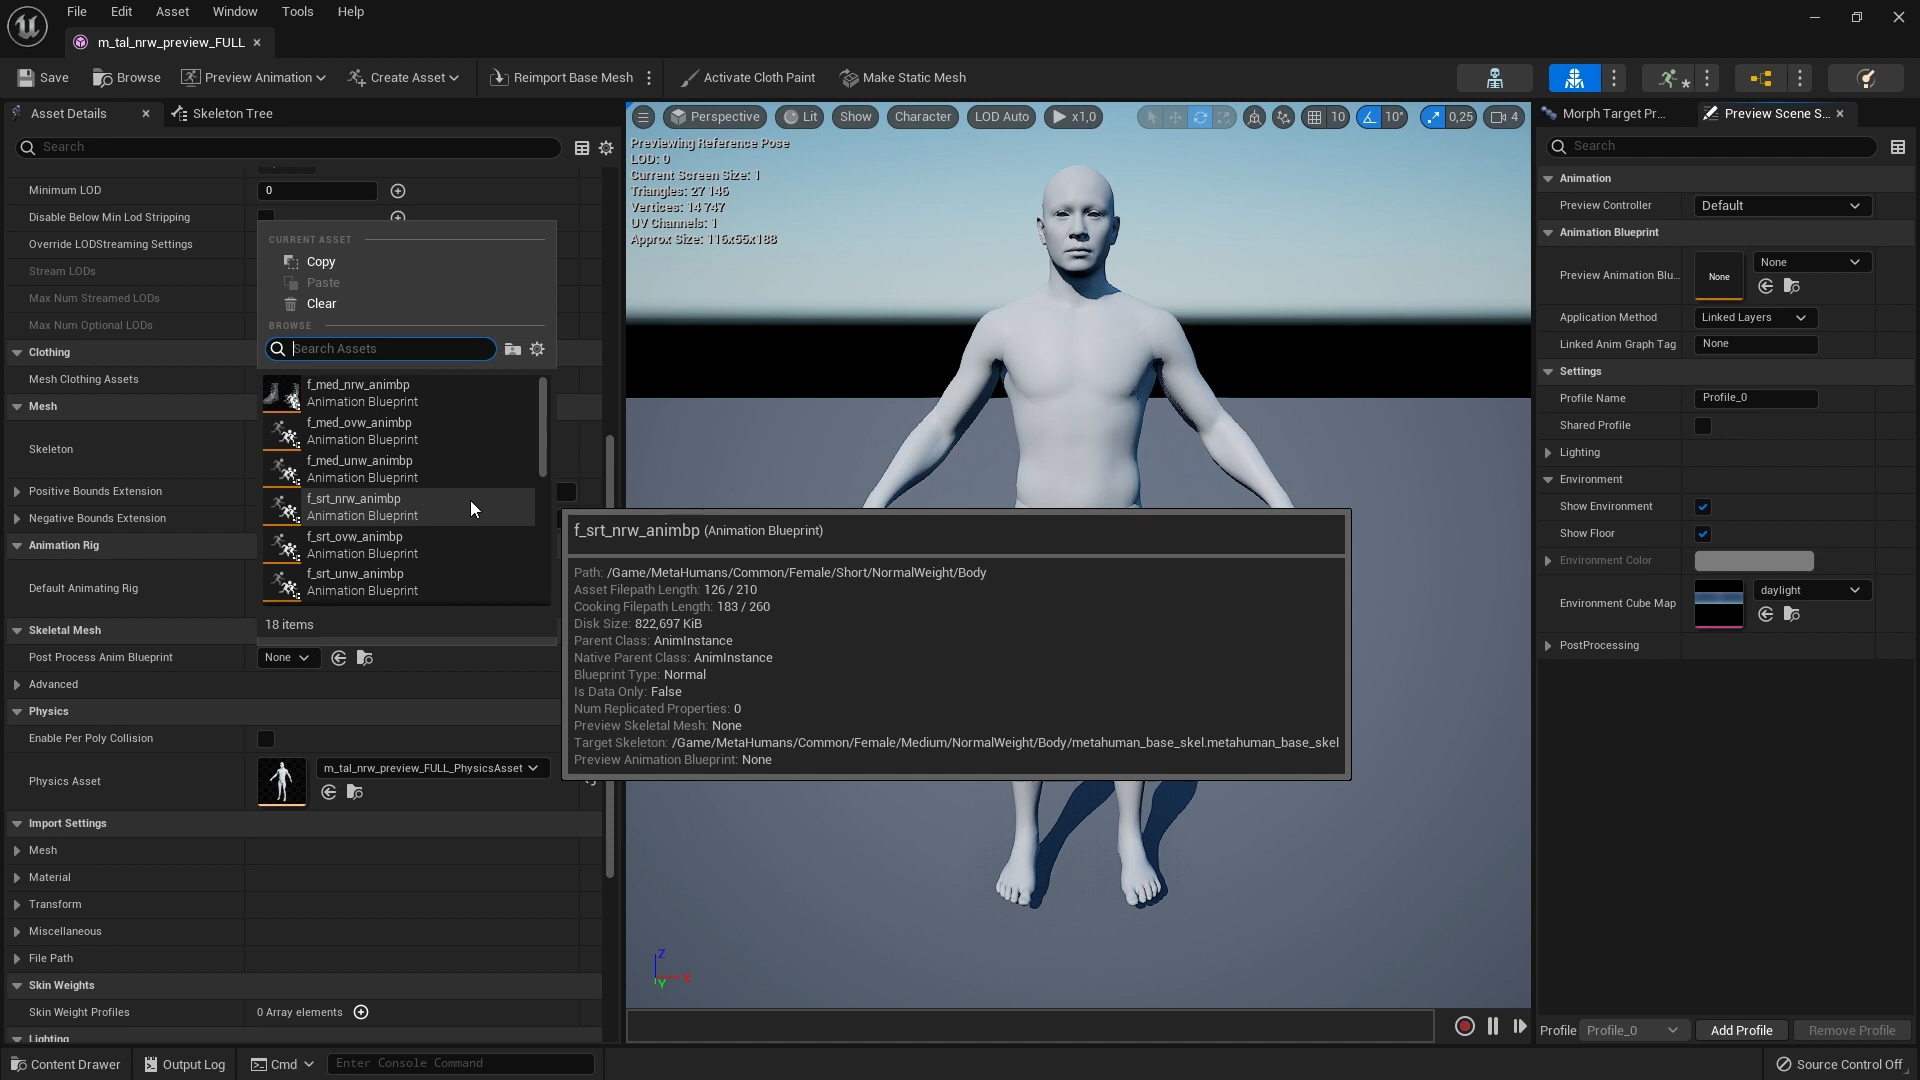 File Edit Asset Window Tools Help
m_tal_nrw_preview_FULL
Save Browse Preview Animation Create Asset Reimport Base Mesh Activate Cloth Paint Make Static Mesh
Asset Details
Skeleton Tree
Search
Minimum LOD
0
Disable Below Min Lod Stripping
Override LODStreaming Settings
Stream LODs
Max Num Streamed LODs
Max Num Optional LODs
Clothing
Mesh Clothing Assets
Mesh
Skeleton
Positive Bounds Extension
Negative Bounds Extension
Animation Rig
Default Animating Rig
Skeletal Mesh
Post Process Anim Blueprint
None
Advanced
Physics
Enable Per Poly Collision
Physics Asset
m_tal_nrw_preview_FULL_PhysicsAsset
Import Settings
Mesh
Material
Transform
Miscellaneous
File Path
Skin Weights
Skin Weight Profiles
0 Array elements
Lighting
CURRENT ASSET
Copy
Paste
Clear
BROWSE
Search Assets
f_med_nrw_animbp
Animation Blueprint
f_med_ovw_animbp
Animation Blueprint
f_med_unw_animbp
Animation Blueprint
f_srt_nrw_animbp
Animation Blueprint
f_srt_ovw_animbp
Animation Blueprint
f_srt_unw_animbp
Animation Blueprint
18 items
Perspective Lit Show Character LOD Auto x1,0 10 10° 0,25 4
Previewing Reference Pose
LOD: 0
Current Screen Size: 1
Triangles: 27 146
Vertices: 14 747
UV Channels: 1
Approx Size: 116x55x188
f_srt_nrw_animbp (Animation Blueprint)
Path: /Game/MetaHumans/Common/Female/Short/NormalWeight/Body
Asset Filepath Length: 126 / 210
Cooking Filepath Length: 183 / 260
Disk Size: 822,697 KiB
Parent Class: AnimInstance
Native Parent Class: AnimInstance
Blueprint Type: Normal
Is Data Only: False
Num Replicated Properties: 0
Preview Skeletal Mesh: None
Target Skeleton: /Game/MetaHumans/Common/Female/Medium/NormalWeight/Body/metahuman_base_skel.metahuman_base_skel
Preview Animation Blueprint: None
Z
X
Y
Morph Target Pr...
Preview Scene S...
Search
Animation
Preview Controller
Default
Animation Blueprint
Preview Animation Blu...
None
None
Application Method
Linked Layers
Linked Anim Graph Tag
None
Settings
Profile Name
Profile_0
Shared Profile
Lighting
Environment
Show Environment
Show Floor
Environment Color
Environment Cube Map
daylight
PostProcessing
Profile Profile_0 Add Profile Remove Profile
Content Drawer Output Log Cmd Enter Console Command
Source Control Off